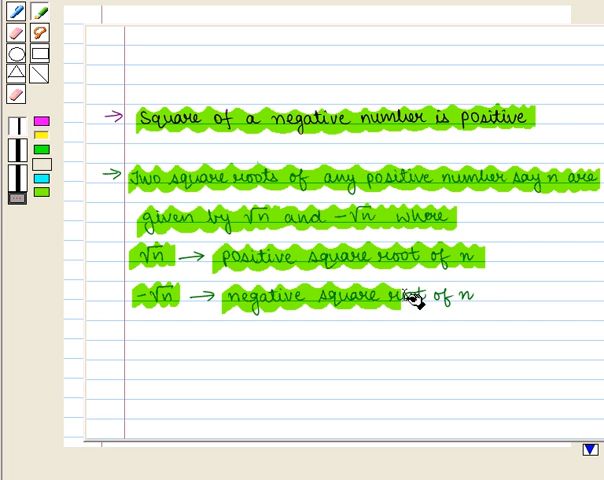 → Square of a negative number is positive
→ Two square roots of any positive number say n are
given by √n and -√n where
√n → positive square root of n
-√n → negative square root of n